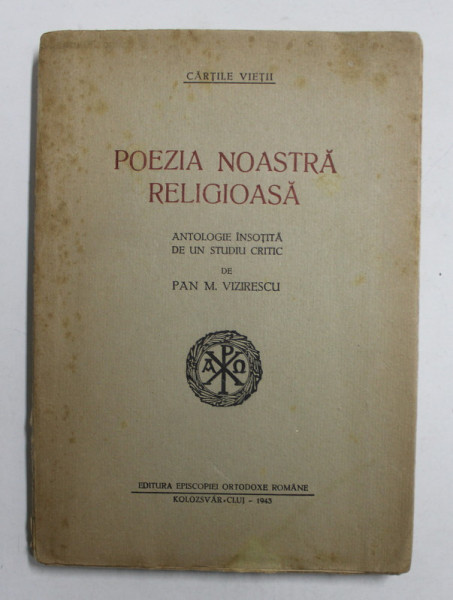 CĂRȚILE VIEȚII
POEZIA NOASTRĂ
RELIGIOASĂ
ANTOLOGIE ÎNSOȚITĂ
DE UN STUDIU CRITIC
DE
PAN M. VIZIRESCU
Α Ρ Ω
EDITURA EPISCOPIEI ORTODOXE ROMÂNE
KOLOZSVÁR-CLUJ - 1943